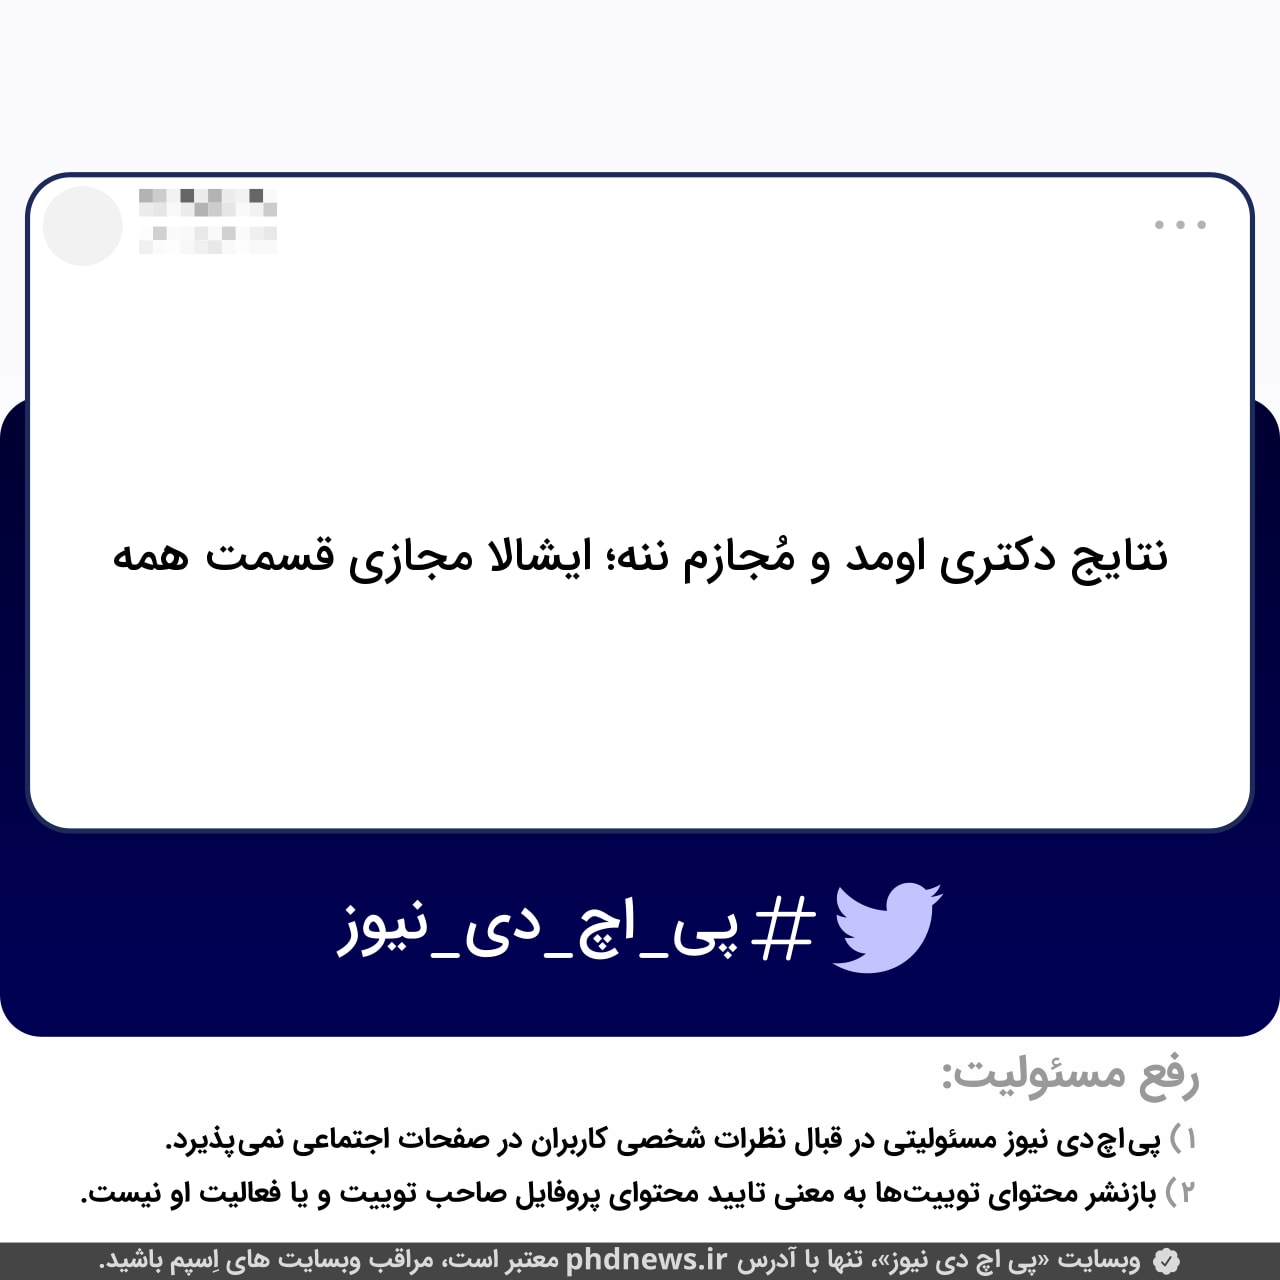 نتایج دکتری اومد و مُجازم ننه؛ ایشالا مجازی قسمت همه
#پی_اچ_دی_نیوز
رفع مسئولیت:
۱) پی‌اچ‌دی نیوز مسئولیتی در قبال نظرات شخصی کاربران در صفحات اجتماعی نمی‌پذیرد.
۲) بازنشر محتوای توییت‌ها به معنی تایید محتوای پروفایل صاحب توییت و یا فعالیت او نیست.
وبسایت «پی اچ دی نیوز»، تنها با آدرس phdnews.ir معتبر است، مراقب وبسایت های اِسپم باشید.